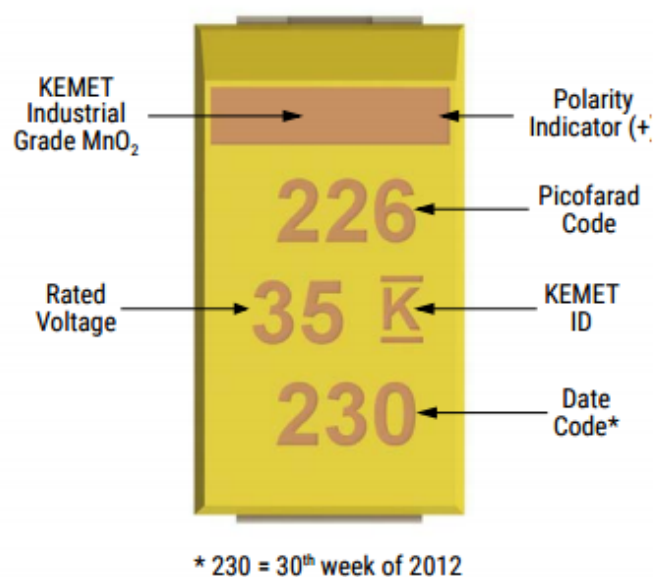 KEMET
Industrial
Grade MnO₂
Polarity
Indicator (+)
226
Picofarad
Code
Rated
Voltage
35 K
KEMET
ID
230
Date
Code*
* 230 = 30th week of 2012